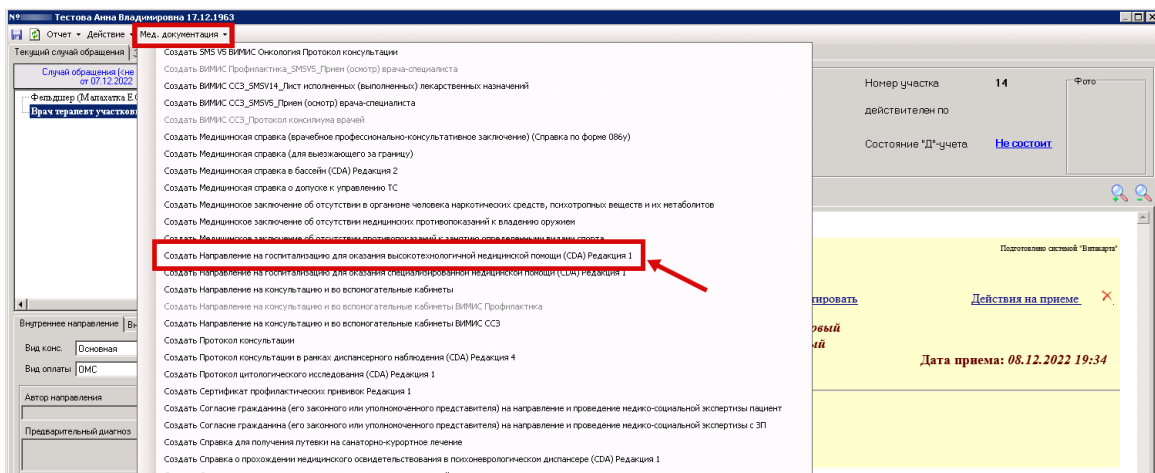 № Тестова Анна Владимировна 17.12.1963
Отчет Действие Мед. документация
Текущий случай обращения
Случай обращения (<не
от 07.12.2022
Фельдшер (Малахатка Е.
Врач терапевт участков
Внутреннее направление Вн
Вид конс. Основная
Вид оплаты ОМС
Автор направления
Предварительный диагноз
Создать SMS V5 ВИМИС Онкология Протокол консультации
Создать ВИМИС Профилактика_SMSV5_Прием (осмотр) врача-специалиста
Создать ВИМИС ССЗ_SMSV14_Лист исполненных (выполненных) лекарственных назначений
Создать ВИМИС ССЗ_SMSV5_Прием (осмотр) врача-специалиста
Создать ВИМИС ССЗ_Протокол консилиума врачей
Создать Медицинская справка (врачебное профессионально-консультативное заключение) (Справка по форме 086у)
Создать Медицинская справка (для выезжающего за границу)
Создать Медицинская справка в бассейн (CDA) Редакция 2
Создать Медицинская справка о допуске к управлению ТС
Создать Медицинское заключение об отсутствии в организме человека наркотических средств, психотропных веществ и их метаболитов
Создать Медицинское заключение об отсутствии медицинских противопоказаний к владению оружием
Создать Медицинское заключение об отсутствии противопоказаний к занятию определенными видами спорта
Создать Направление на госпитализацию для оказания высокотехнологичной медицинской помощи (CDA) Редакция 1
Создать Направление на госпитализацию для оказания специализированной медицинской помощи (CDA) Редакция 1
Создать Направление на консультацию и во вспомогательные кабинеты
Создать Направление на консультацию и во вспомогательные кабинеты ВИМИС Профилактика
Создать Направление на консультацию и во вспомогательные кабинеты ВИМИС ССЗ
Создать Протокол консультации
Создать Протокол консультации в рамках диспансерного наблюдения (CDA) Редакция 4
Создать Протокол цитологического исследования (CDA) Редакция 1
Создать Сертификат профилактических прививок Редакция 1
Создать Согласие гражданина (его законного или уполномоченного представителя) на направление и проведение медико-социальной экспертизы пациент
Создать Согласие гражданина (его законного или уполномоченного представителя) на направление и проведение медико-социальной экспертизы с ЗП
Создать Справка для получения путевки на санаторно-курортное лечение
Создать Справка о прохождении медицинского освидетельствования в психоневрологическом диспансере (CDA) Редакция 1
Номер участка 14
Фото
действителен по
Состояние "Д"-учета Не состоит
Подготовлено системой "Витакарта"
тировать Действия на приеме
овый
ый
Дата приема: 08.12.2022 19:34